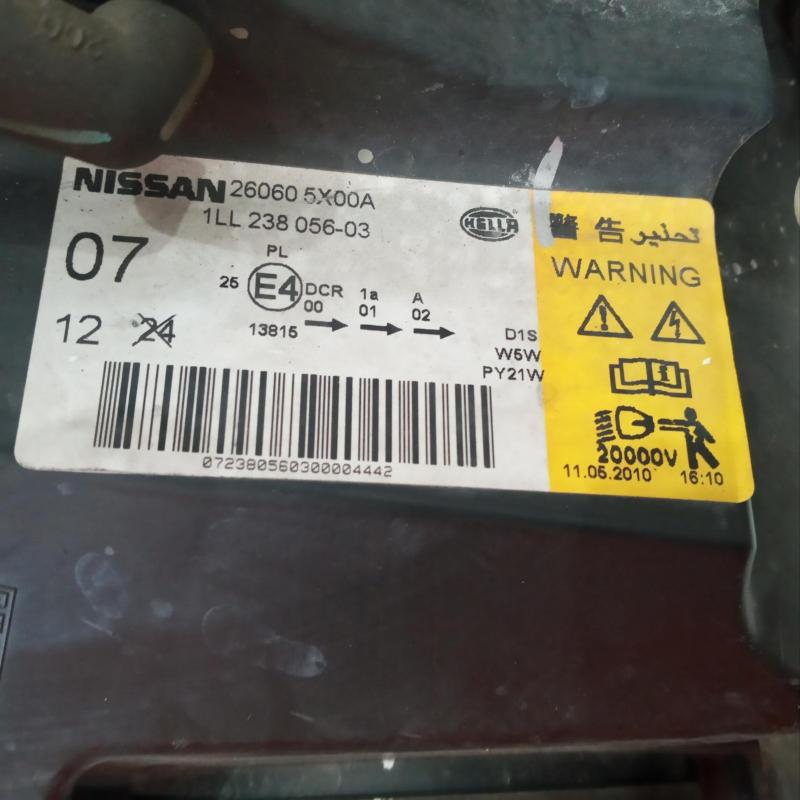 NISSAN 26060 5X00A
1LL 238 056-03
HELLA
07
PL
25 E4 DCR 1a A
00 01 02
12 24
13815
D1S
W5W
PY21W
072380560300004442
警告 تحذير
WARNING
20000V
11.05.2010 16:10